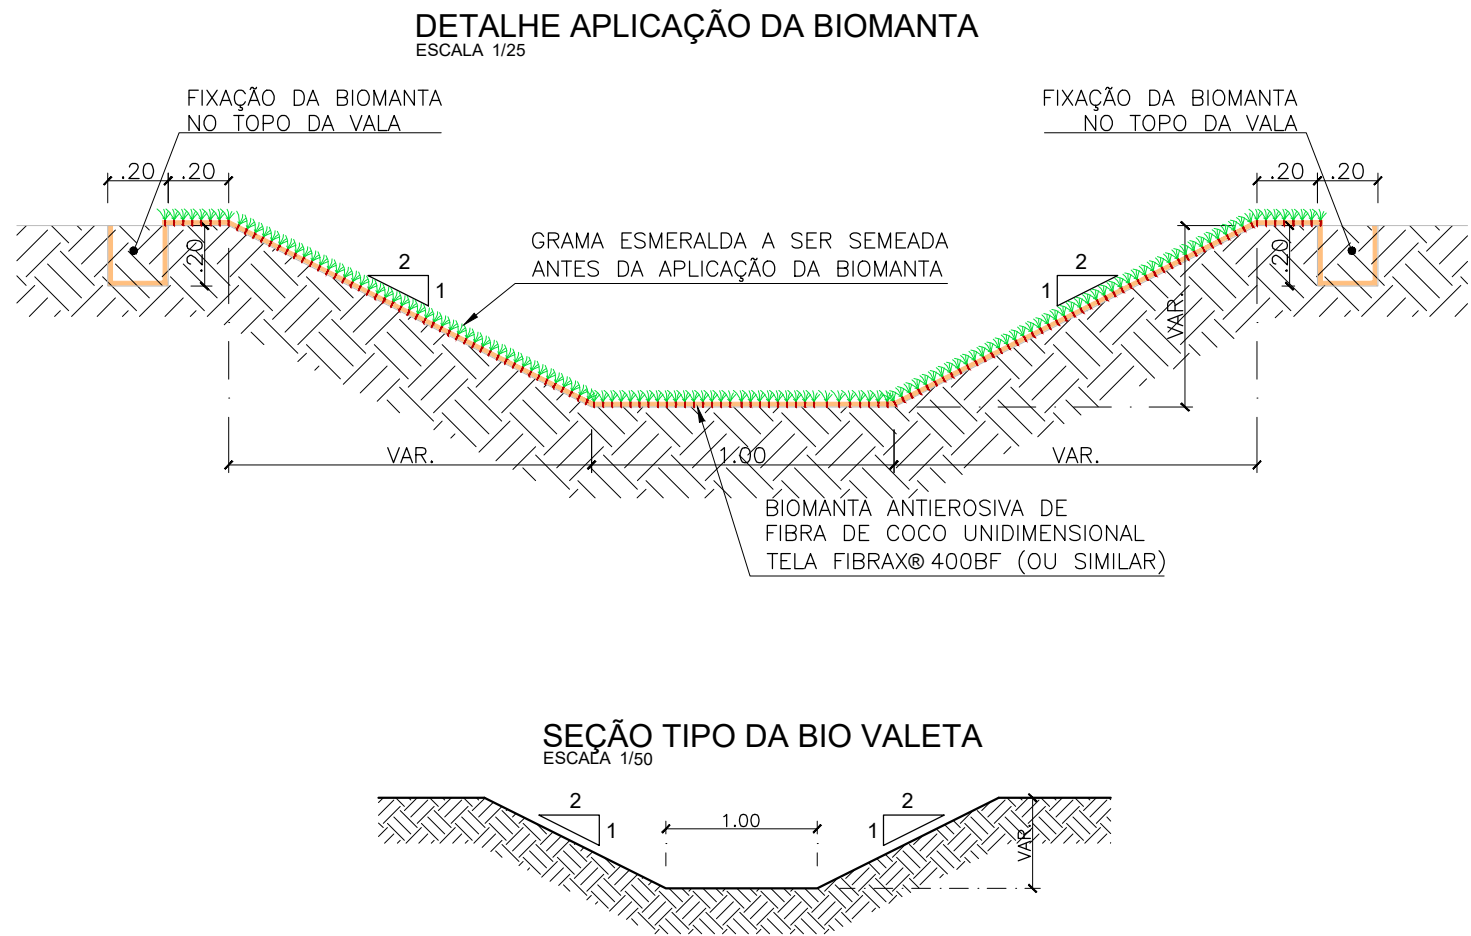 DETALHE APLICAÇÃO DA BIOMANTA
ESCALA 1/25
FIXAÇÃO DA BIOMANTA
NO TOPO DA VALA
FIXAÇÃO DA BIOMANTA
NO TOPO DA VALA
.20
.20
.20
.20
.20
.20
GRAMA ESMERALDA A SER SEMEADA
ANTES DA APLICAÇÃO DA BIOMANTA
2
1
2
1
VAR.
VAR.
1.00
VAR.
BIOMANTA ANTIEROSIVA DE
FIBRA DE COCO UNIDIMENSIONAL
TELA FIBRAX® 400BF (OU SIMILAR)
SEÇÃO TIPO DA BIO VALETA
ESCALA 1/50
2
1
1.00
2
1
VAR.